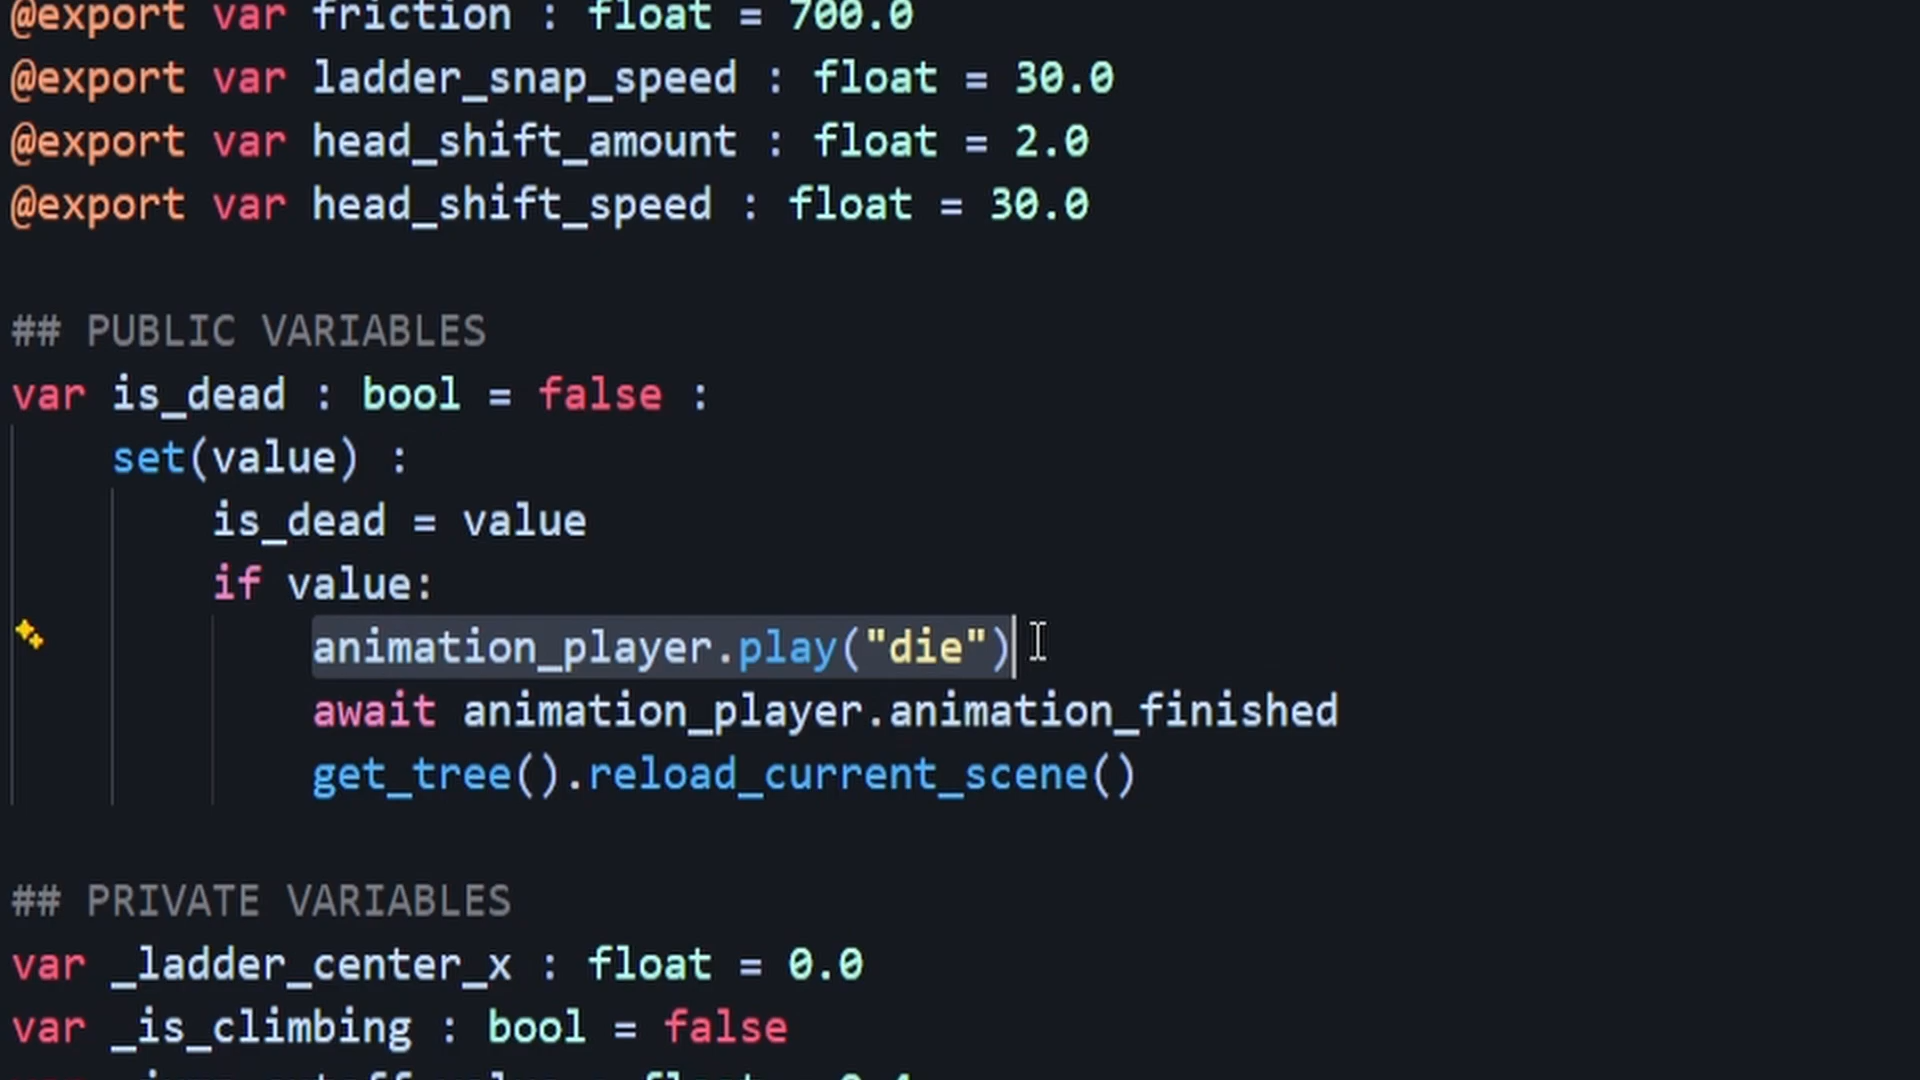 @export var friction : float = 700.0
@export var ladder_snap_speed : float = 30.0
@export var head_shift_amount : float = 2.0
@export var head_shift_speed : float = 30.0
## PUBLIC VARIABLES
var is_dead : bool = false :
set(value) :
is_dead = value
if value:
animation_player.play("die")
await animation_player.animation_finished
get_tree().reload_current_scene()
## PRIVATE VARIABLES
var _ladder_center_x : float = 0.0
var _is_climbing : bool = false